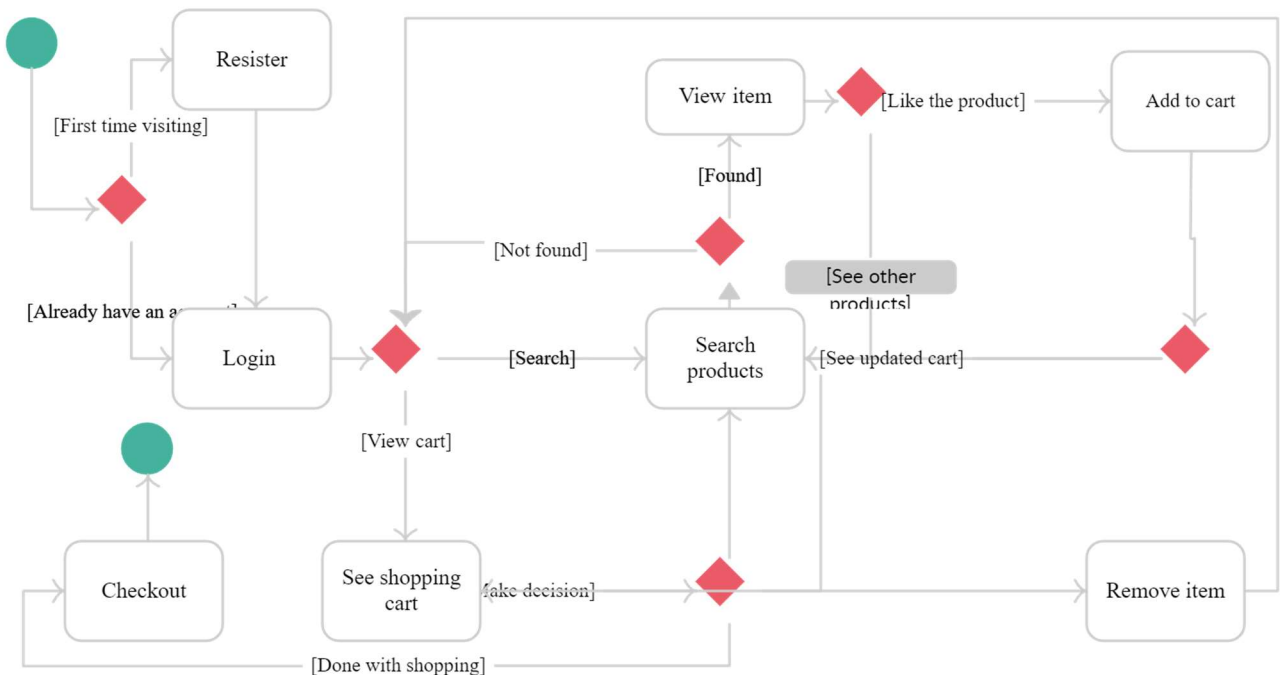 Resister
[First time visiting]
View item
[Like the product]
Add to cart
[Found]
[Not found]
[See other
products]
[Already have an
Login
[Search]
Search
products
[See updated cart]
[View cart]
Checkout
See shopping
cart
decision]
Remove item
[Done with shopping]